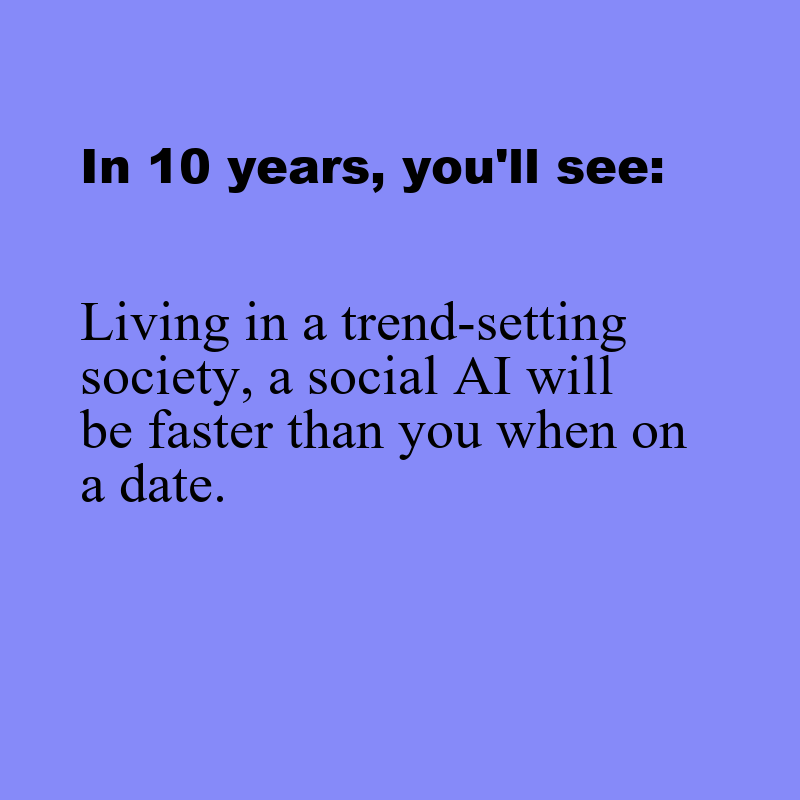 In 10 years, you'll see:
Living in a trend-setting
society, a social AI will
be faster than you when on
a date.